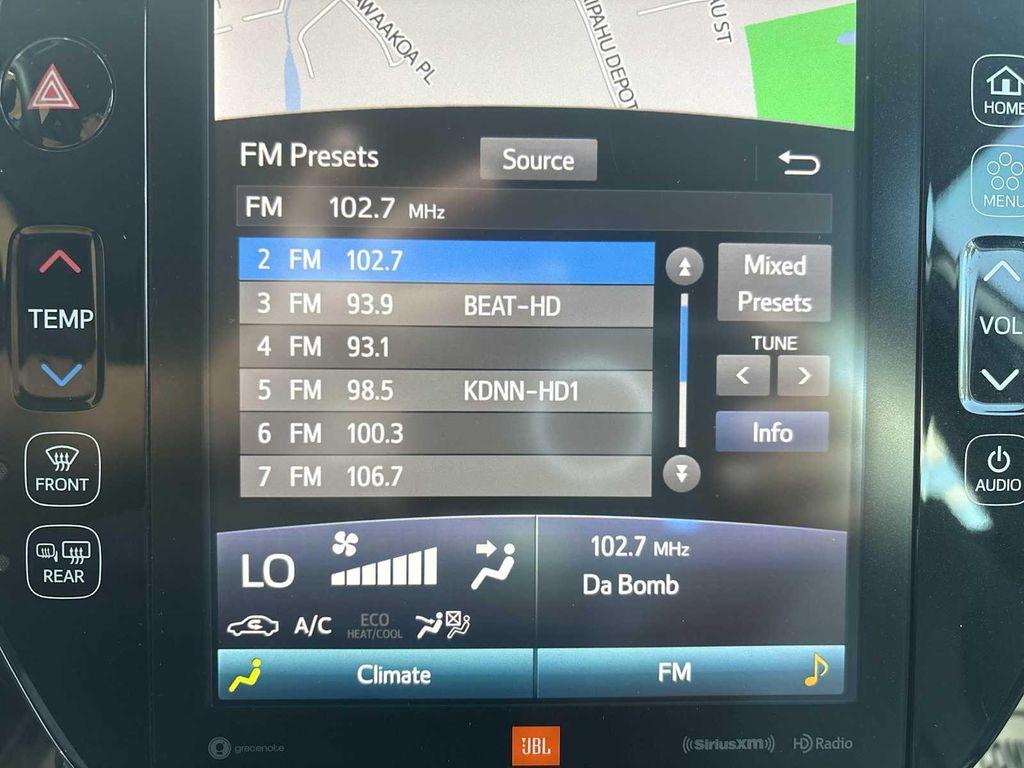 AWAAKOA PL
IPAHU DEPOT
AU ST
HOME
MENU
FM Presets
Source
FM 102.7 MHz
2 FM 102.7
3 FM 93.9 BEAT-HD
4 FM 93.1
5 FM 98.5 KDNN-HD1
6 FM 100.3
7 FM 106.7
Mixed
Presets
TUNE
< >
Info
TEMP
VOL
FRONT
REAR
AUDIO
LO
A/C
ECO
HEAT/COOL
102.7 MHz
Da Bomb
Climate
FM
gracenote
JBL
((SiriusXM))
HD Radio